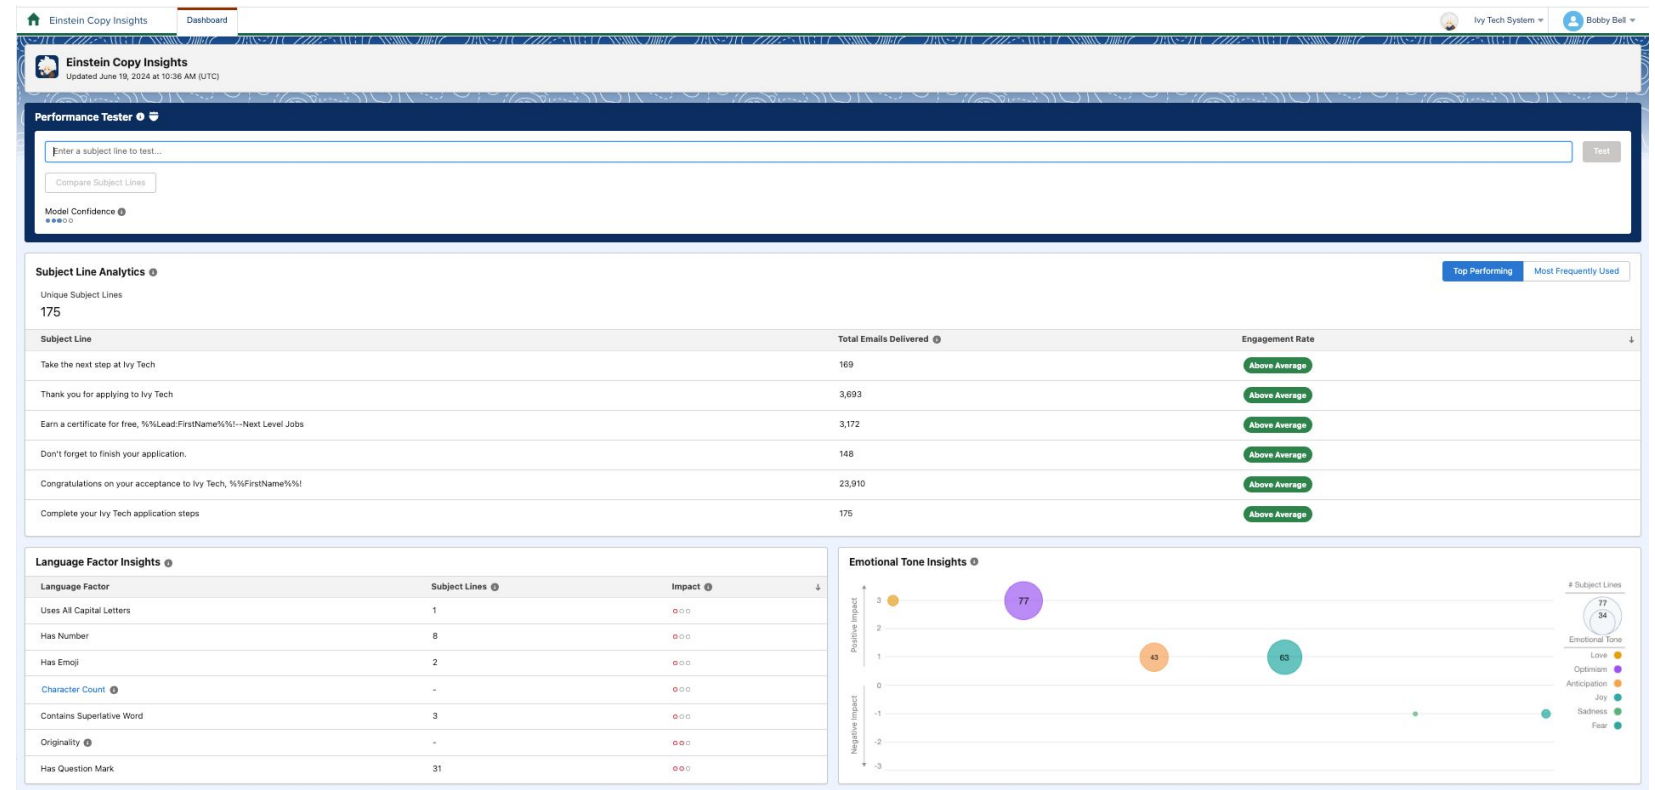 Einstein Copy Insights
Dashboard
Ivy Tech System
Bobby Bell
Einstein Copy Insights
Updated June 19, 2024 at 10:36 AM (UTC)
Performance Tester
Enter a subject line to test...
Test
Compare Subject Lines
Model Confidence
Subject Line Analytics
Top Performing
Most Frequently Used
Unique Subject Lines
175
Subject Line Total Emails Delivered Engagement Rate
Take the next step at Ivy Tech 169 Above Average
Thank you for applying to Ivy Tech 3,693 Above Average
Earn a certificate for free, %%Lead:FirstName%%!--Next Level Jobs 3,172 Above Average
Don't forget to finish your application. 148 Above Average
Congratulations on your acceptance to Ivy Tech, %%FirstName%%! 23,910 Above Average
Complete your Ivy Tech application steps 175 Above Average
Language Factor Insights
Language Factor Subject Lines Impact
Uses All Capital Letters 1
Has Number 8
Has Emoji 2
Character Count -
Contains Superlative Word 3
Originality -
Has Question Mark 31
Emotional Tone Insights
Positive Impact
Negative Impact
3
2
1
0
-1
-2
-3
77
43
63
# Subject Lines
77
34
Emotional Tone
Love
Optimism
Anticipation
Joy
Sadness
Fear